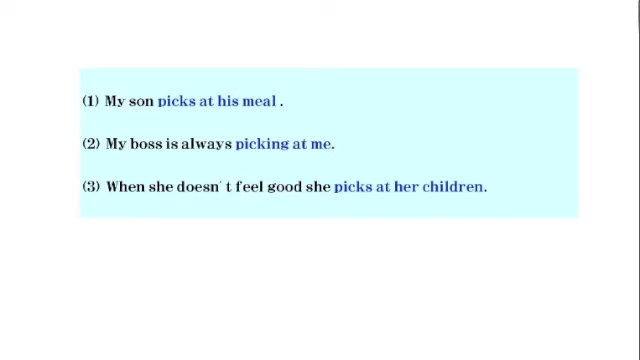 (1) My son picks at his meal .
(2) My boss is always picking at me.
(3) When she doesn't feel good she picks at her children.